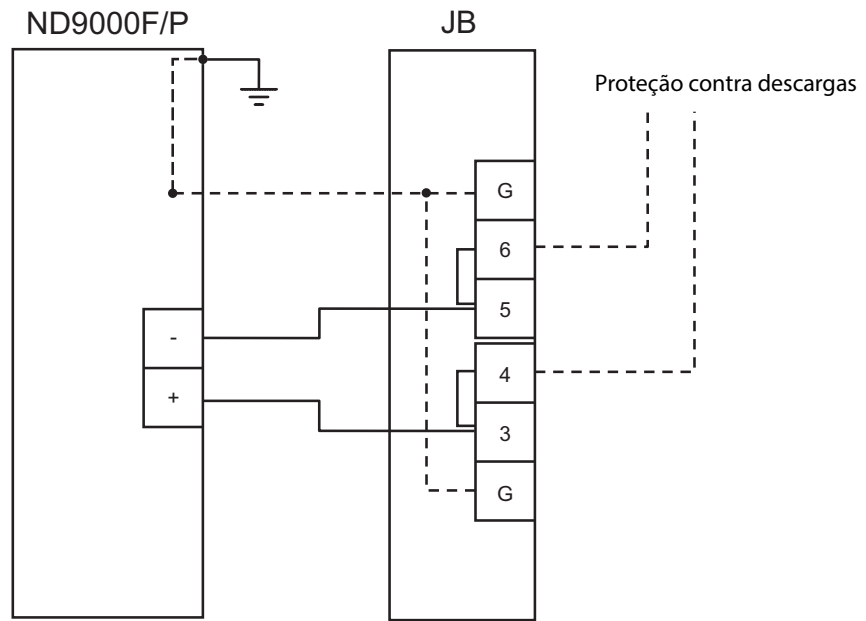 ND9000F/P
JB
Proteção contra descargas
G
6
5
-
4
+
3
G